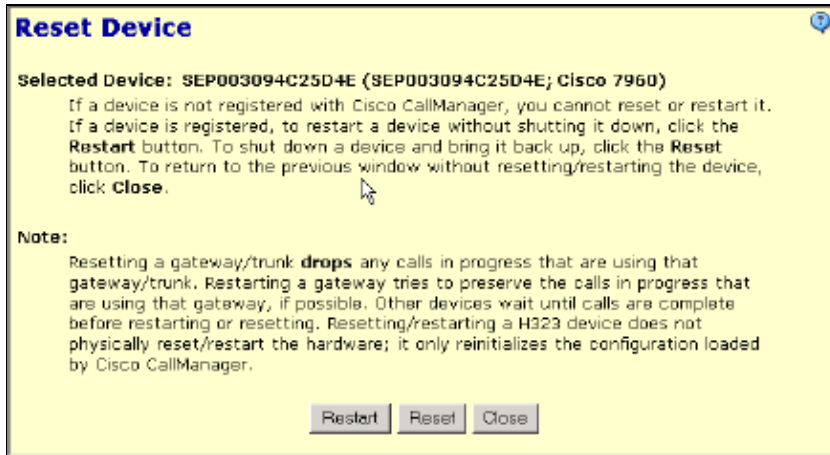 Reset Device
Selected Device: SEP003094C25D4E (SEP003094C25D4E; Cisco 7960)
If a device is not registered with Cisco CallManager, you cannot reset or restart it.
If a device is registered, to restart a device without shutting it down, click the
Restart button. To shut down a device and bring it back up, click the Reset
button. To return to the previous window without resetting/restarting the device,
click Close.
Note:
Resetting a gateway/trunk drops any calls in progress that are using that
gateway/trunk. Restarting a gateway tries to preserve the calls in progress that
are using that gateway, if possible. Other devices wait until calls are complete
before restarting or resetting. Resetting/restarting a H323 device does not
physically reset/restart the hardware; it only reinitializes the configuration loaded
by Cisco CallManager.
Restart Reset Close